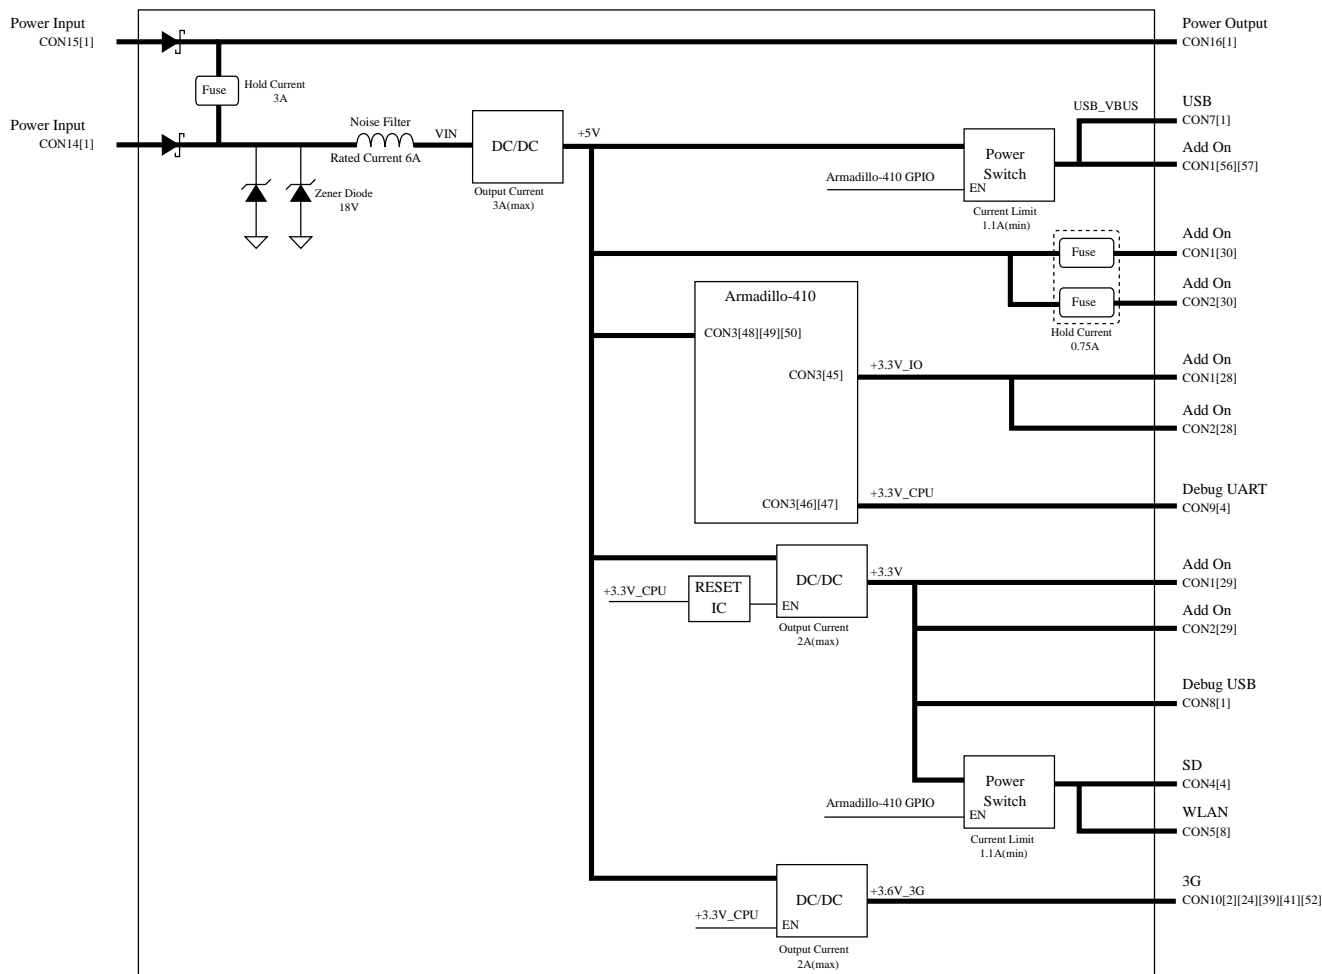 Power Input
CON15[1]
Power Output
CON16[1]
Fuse
Hold Current
3A
Power Input
CON14[1]
Noise Filter
Rated Current 6A
VIN
DC/DC
Output Current
3A(max)
+5V
Zener Diode
18V
Armadillo-410 GPIO
Power
Switch
EN
Current Limit
1.1A(min)
USB_VBUS
USB
CON7[1]
Add On
CON1[56][57]
Add On
CON1[30]
Fuse
Add On
CON2[30]
Fuse
Hold Current
0.75A
Armadillo-410
CON3[48][49][50]
CON3[45]
+3.3V_IO
Add On
CON1[28]
Add On
CON2[28]
CON3[46][47]
+3.3V_CPU
Debug UART
CON9[4]
+3.3V_CPU
RESET
IC
DC/DC
EN
Output Current
2A(max)
+3.3V
Add On
CON1[29]
Add On
CON2[29]
Debug USB
CON8[1]
Armadillo-410 GPIO
Power
Switch
EN
Current Limit
1.1A(min)
SD
CON4[4]
WLAN
CON5[8]
+3.3V_CPU
DC/DC
EN
Output Current
2A(max)
+3.6V_3G
3G
CON10[2][24][39][41][52]